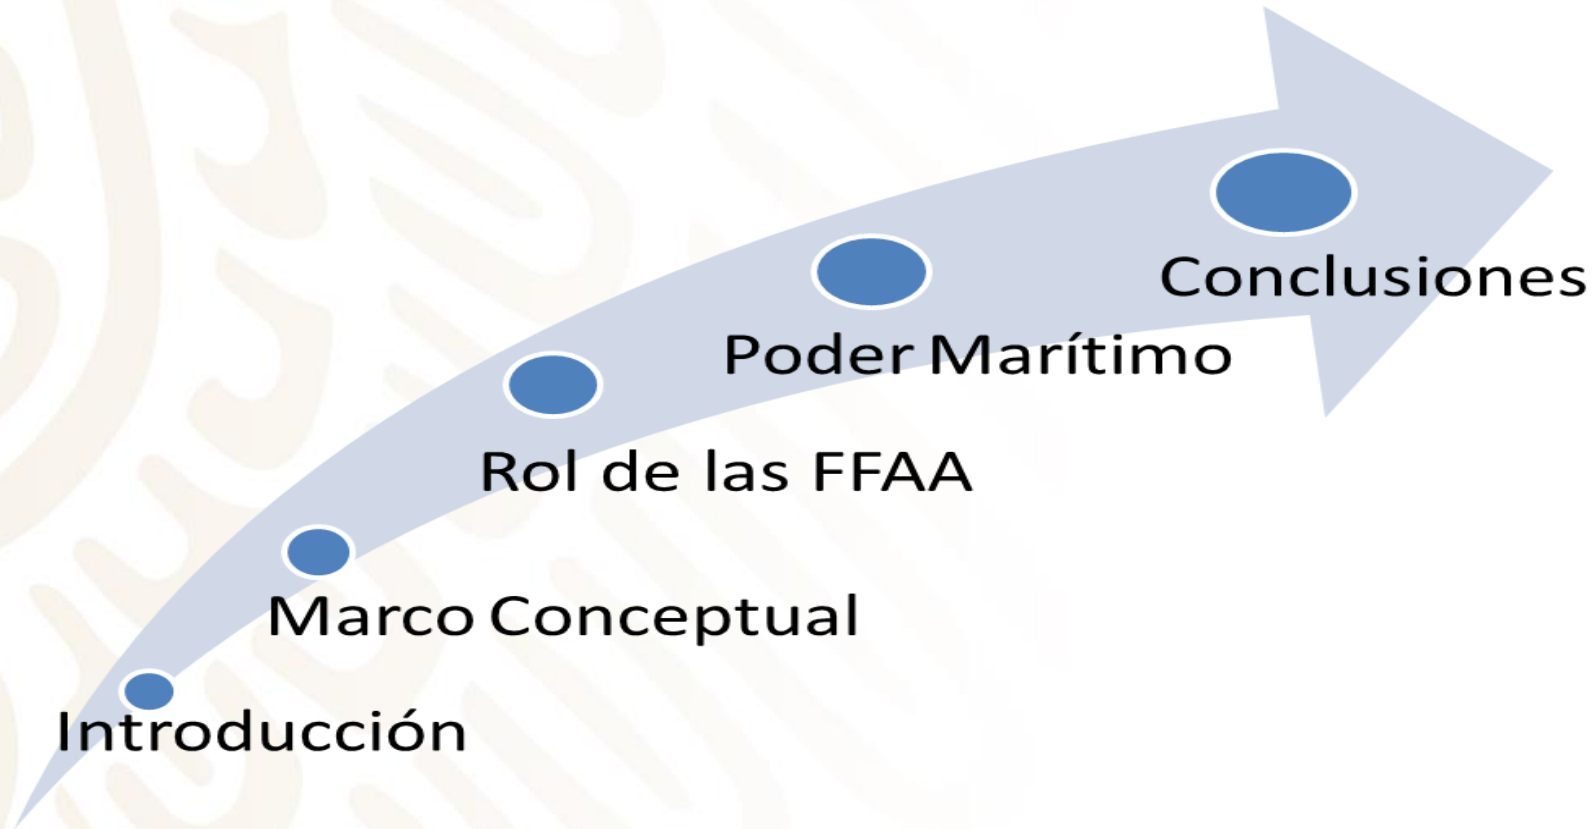 Introducción
Marco Conceptual
Rol de las FFAA
Poder Marítimo
Conclusiones